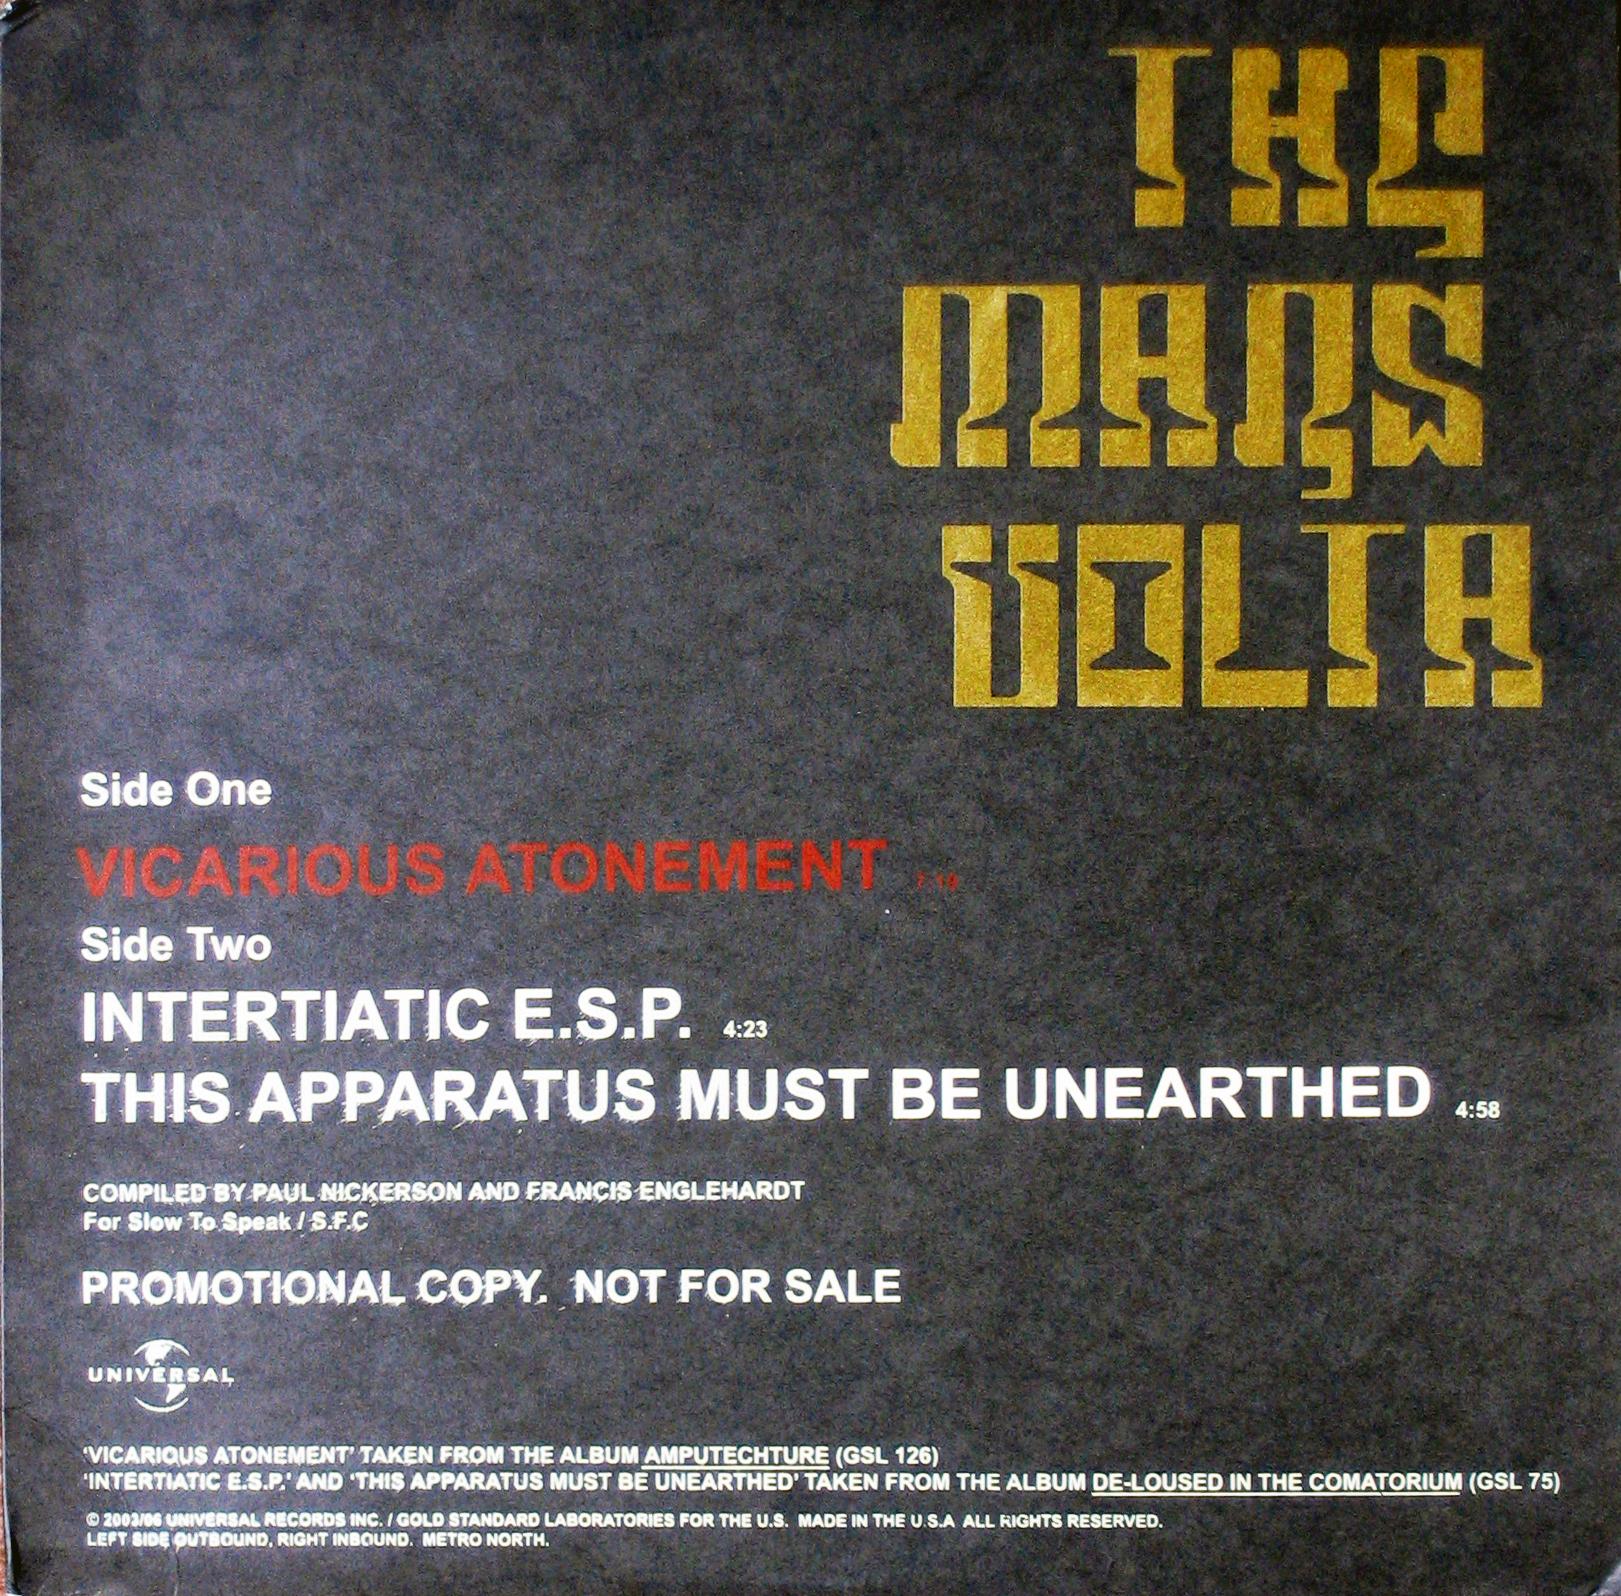 THE
MARS
VOLTA
Side One
VICARIOUS ATONEMENT
Side Two
INTERTIATIC E.S.P. 4:23
THIS APPARATUS MUST BE UNEARTHED 4:58
COMPILED BY PAUL NICKERSON AND FRANCIS ENGLEHARDT
For Slow To Speak / S.F.C
PROMOTIONAL COPY. NOT FOR SALE
UNIVERSAL
'VICARIOUS ATONEMENT' TAKEN FROM THE ALBUM AMPUTECHTURE (GSL 126)
'INTERTIATIC E.S.P.' AND 'THIS APPARATUS MUST BE UNEARTHED' TAKEN FROM THE ALBUM DE-LOUSED IN THE COMATORIUM (GSL 75)
© 2003/06 UNIVERSAL RECORDS INC. / GOLD STANDARD LABORATORIES FOR THE U.S. MADE IN THE U.S.A ALL RIGHTS RESERVED.
LEFT SIDE OUTBOUND, RIGHT INBOUND. METRO NORTH.